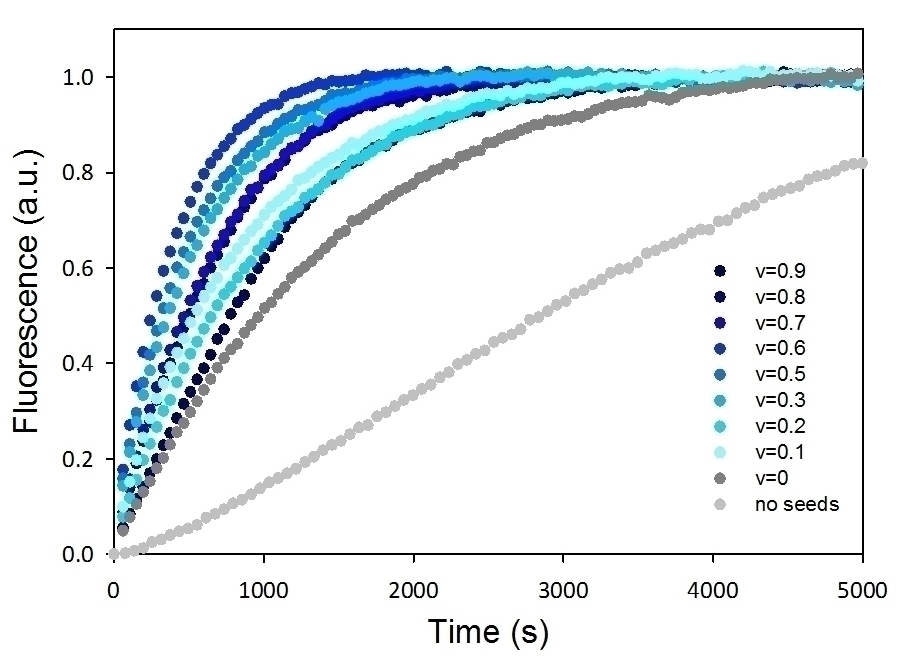 Fluorescence (a.u.)
1.0
0.8
0.6
0.4
0.2
0.0
v=0.9
v=0.8
v=0.7
v=0.6
v=0.5
v=0.3
v=0.2
v=0.1
v=0
no seeds
0 1000 2000 3000 4000 5000
Time (s)